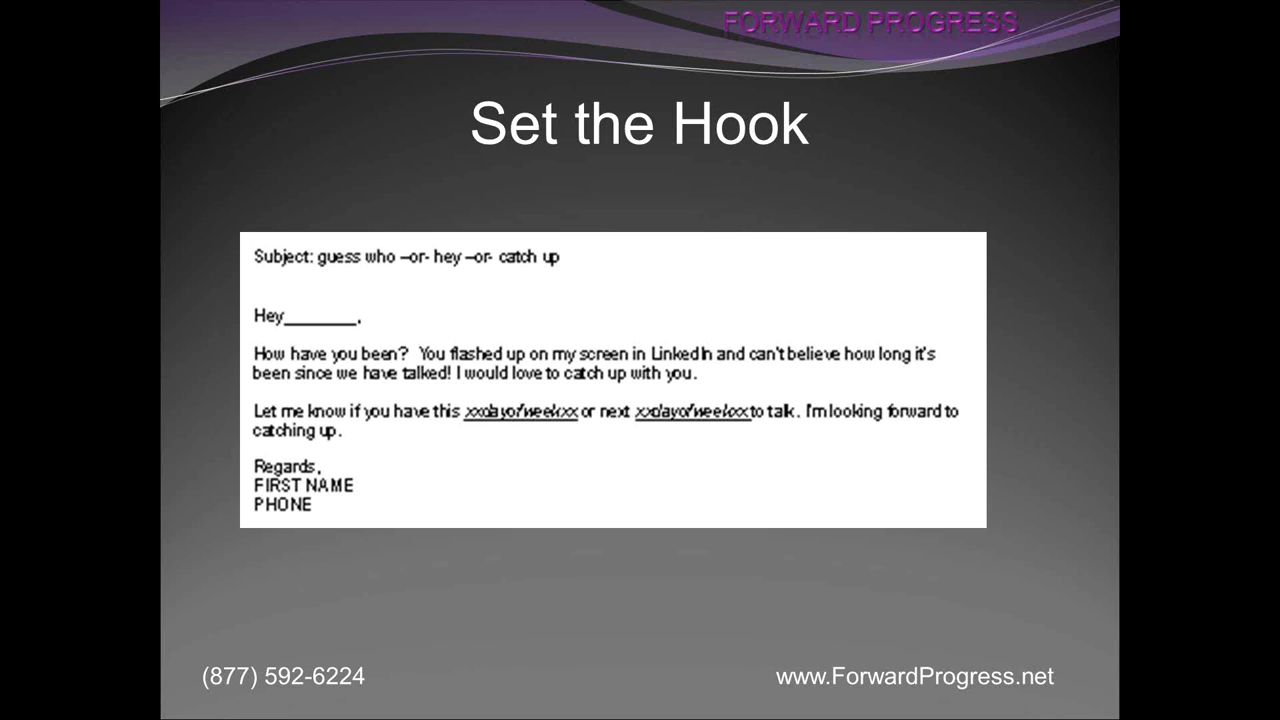 FORWARD PROGRESS
Set the Hook
Subject: guess who –or- hey –or- catch up
Hey________,
How have you been? You flashed up on my screen in LinkedIn and can't believe how long it's
been since we have talked! I would love to catch up with you.
Let me know if you have this xxdayofweekxx or next xxdayofweekxx to talk. I'm looking forward to
catching up.
Regards,
FIRST NAME
PHONE
(877) 592-6224
www.ForwardProgress.net